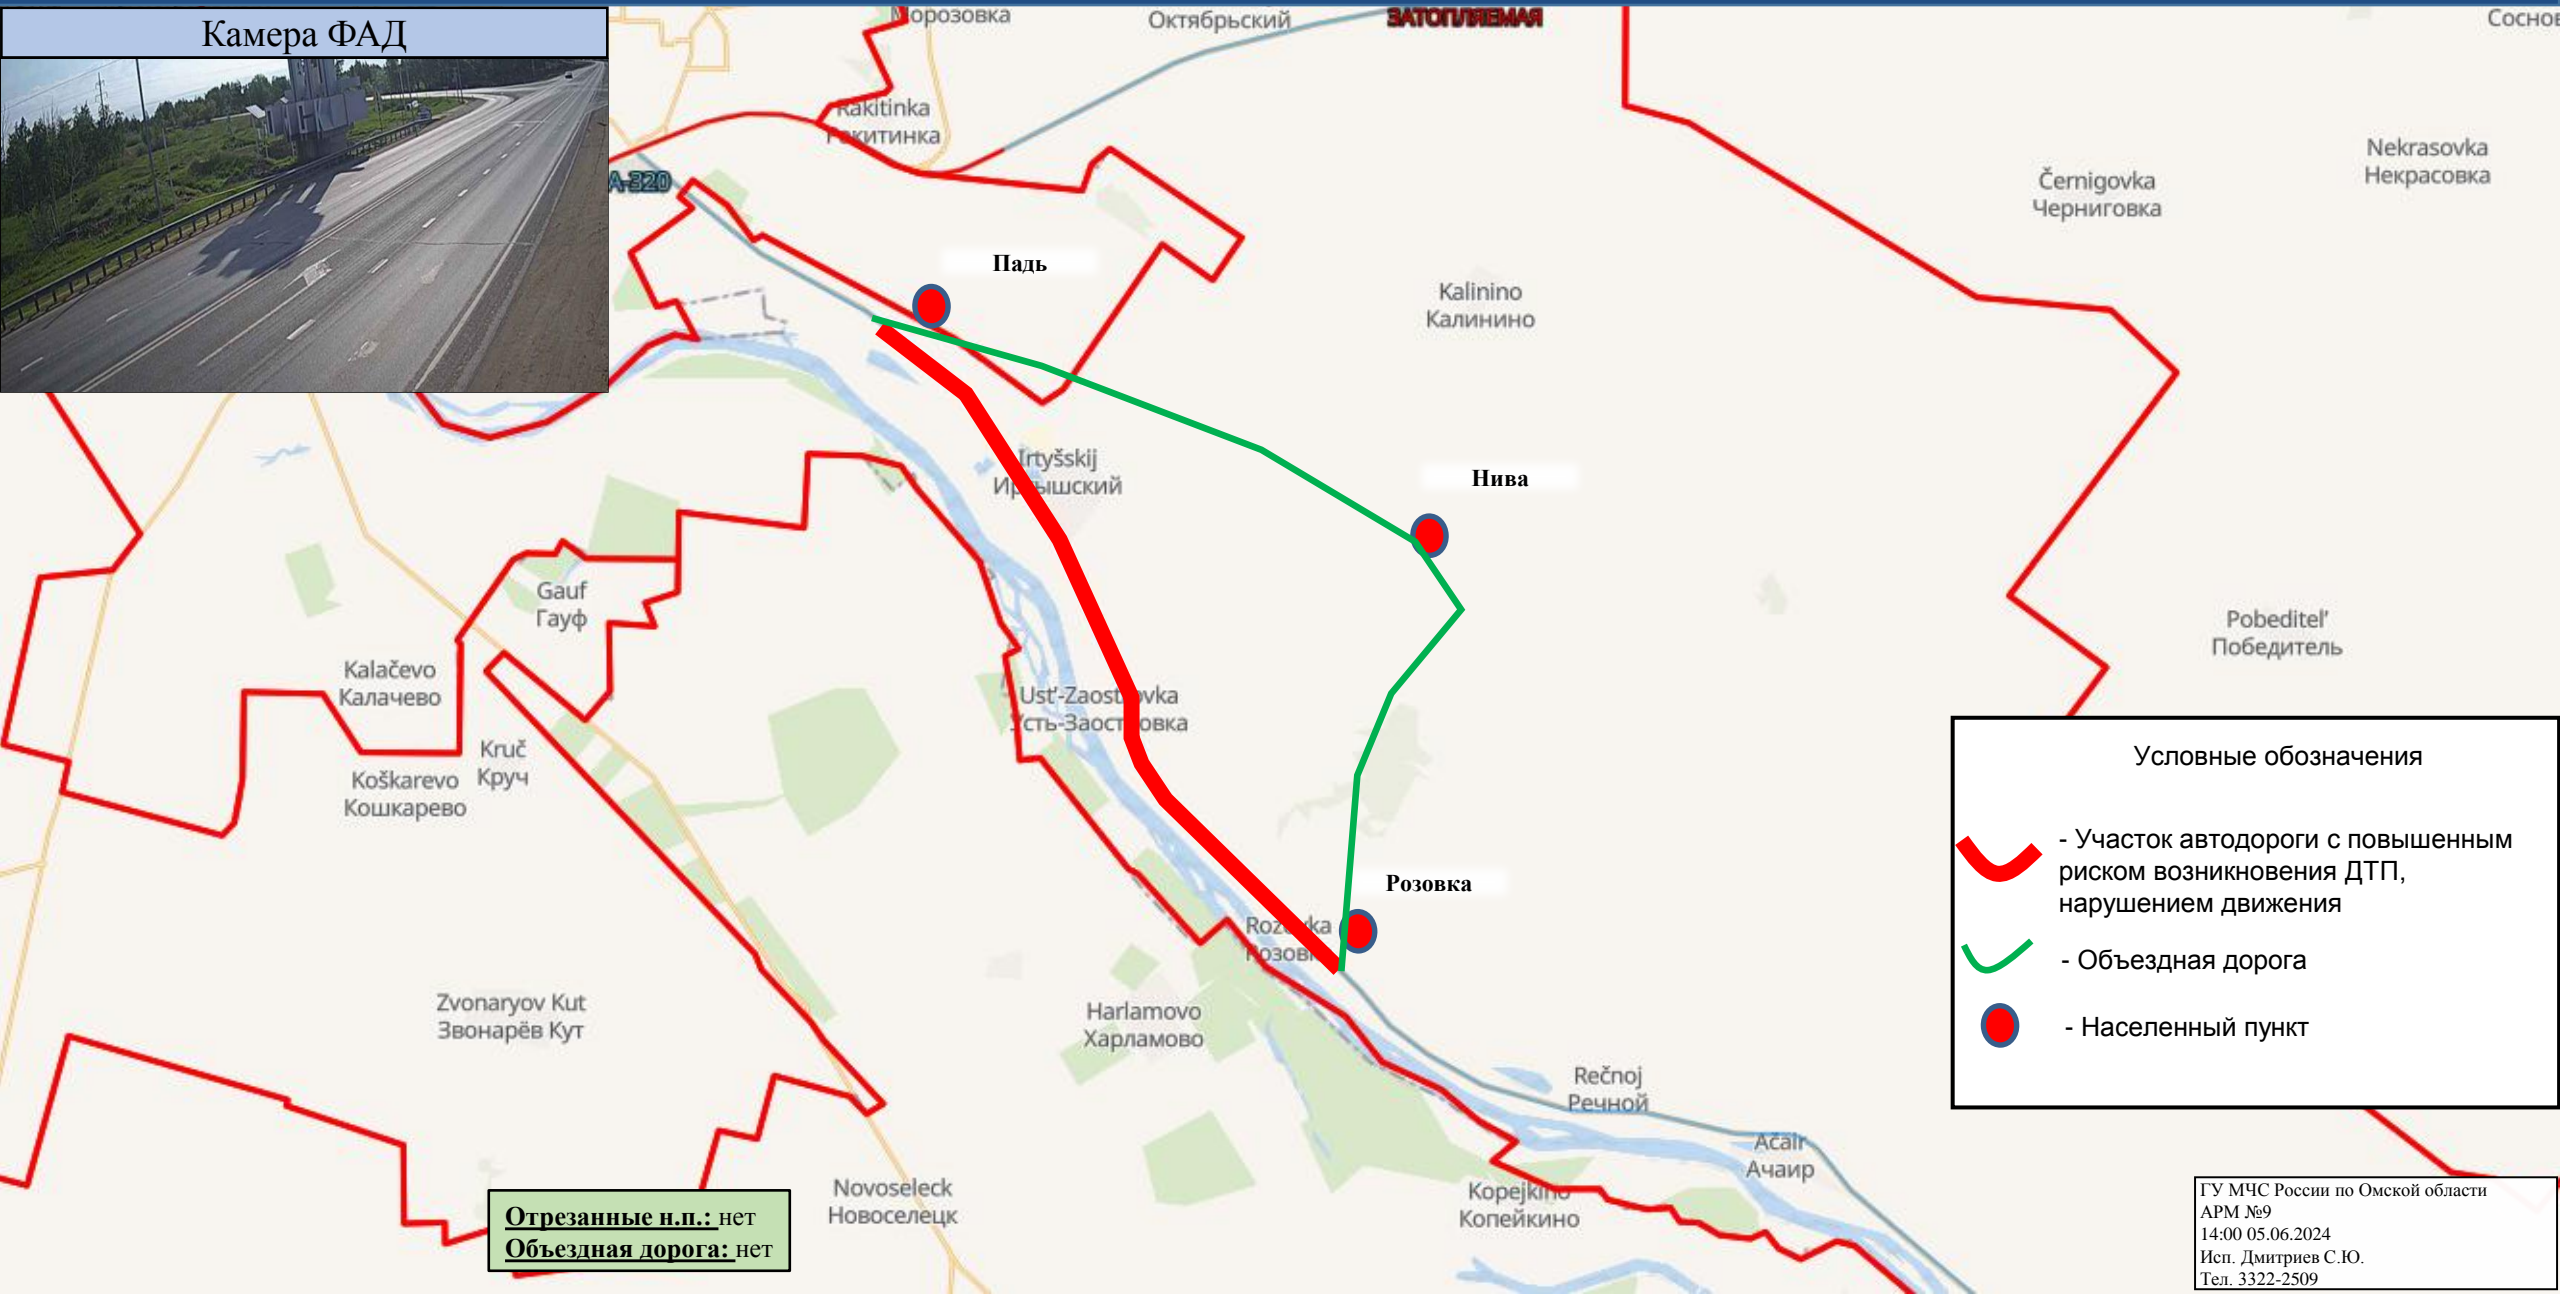 Камера ФАД
Морозовка
Октябрьский
ЗАТОПЛЯЕМАЯ
Rakitinka
Ракитинка
А-320
Nekrasovka
Некрасовка
Černigovka
Черниговка
Падь
Kalinino
Калинино
Irtyšskij
Иртышский
Нива
Gauf
Гауф
Kalačevo
Калачево
Ust'-Zaostrovka
Усть-Заостровка
Pobeditel'
Победитель
Kruč
Круч
Koškarevo
Кошкарево
Розовка
Rozovka
Розовка
Zvonaryov Kut
Звонарёв Кут
Harlamovo
Харламово
Rečnoj
Речной
Ačair
Ачаир
Novoseleck
Новоселецк
Kopejkino
Копейкино
Условные обозначения
- Участок автодороги с повышенным
риском возникновения ДТП,
нарушением движения
- Объездная дорога
- Населенный пункт
Отрезанные н.п.: нет
Объездная дорога: нет
ГУ МЧС России по Омской области
АРМ №9
14:00 05.06.2024
Исп. Дмитриев С.Ю.
Тел. 3322-2509